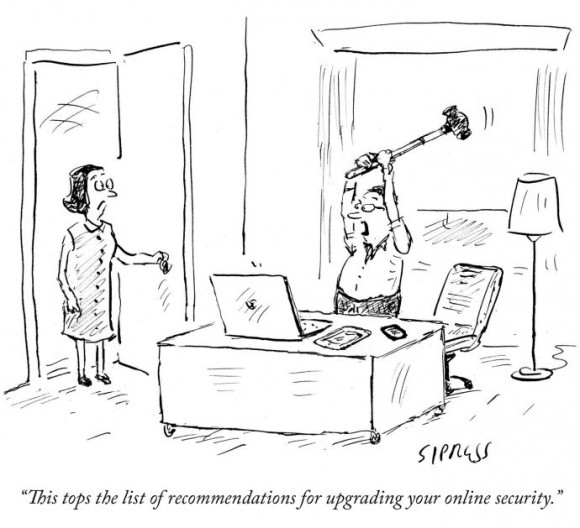 SIPRESS
“This tops the list of recommendations for upgrading your online security.”